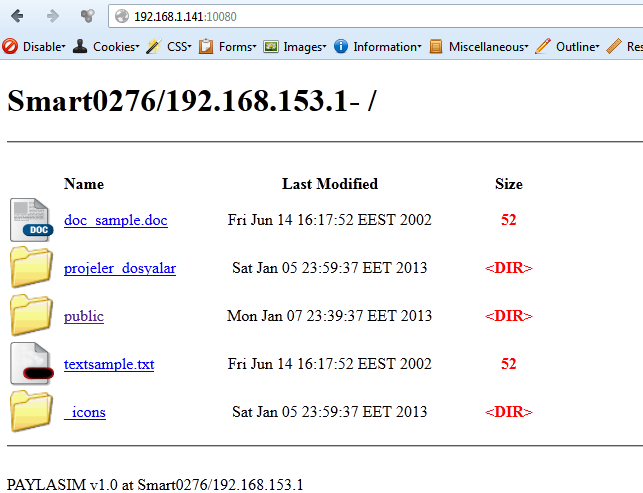 192.168.1.141:10080
Disable Cookies CSS Forms Images Information Miscellaneous Outline Res
Smart0276/192.168.153.1- /
Name Last Modified Size
DOC doc_sample.doc Fri Jun 14 16:17:52 EEST 2002 52
projeler_dosyalar Sat Jan 05 23:59:37 EET 2013 <DIR>
public Mon Jan 07 23:39:37 EET 2013 <DIR>
textsample.txt Fri Jun 14 16:17:52 EEST 2002 52
_icons Sat Jan 05 23:59:37 EET 2013 <DIR>
PAYLASIM v1.0 at Smart0276/192.168.153.1